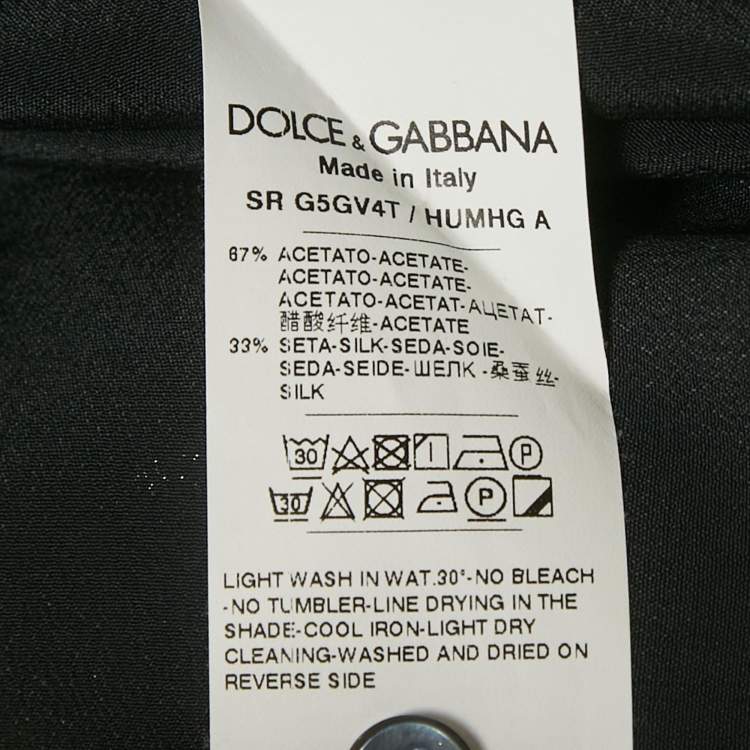 DOLCE & GABBANA
Made in Italy
SR G5GV4T / HUMHG A
67% ACETATO-ACETATE-
ACETATO-ACETATE-
ACETATO-ACETAT-АЦЕТАТ-
醋酸纤维-ACETATE
33% SETA-SILK-SEDA-SOIE-
SEDA-SEIDE-ШЕЛК -桑蚕丝-
SILK
30 P
30 P
LIGHT WASH IN WAT.30°-NO BLEACH
-NO TUMBLER-LINE DRYING IN THE
SHADE-COOL IRON-LIGHT DRY
CLEANING-WASHED AND DRIED ON
REVERSE SIDE